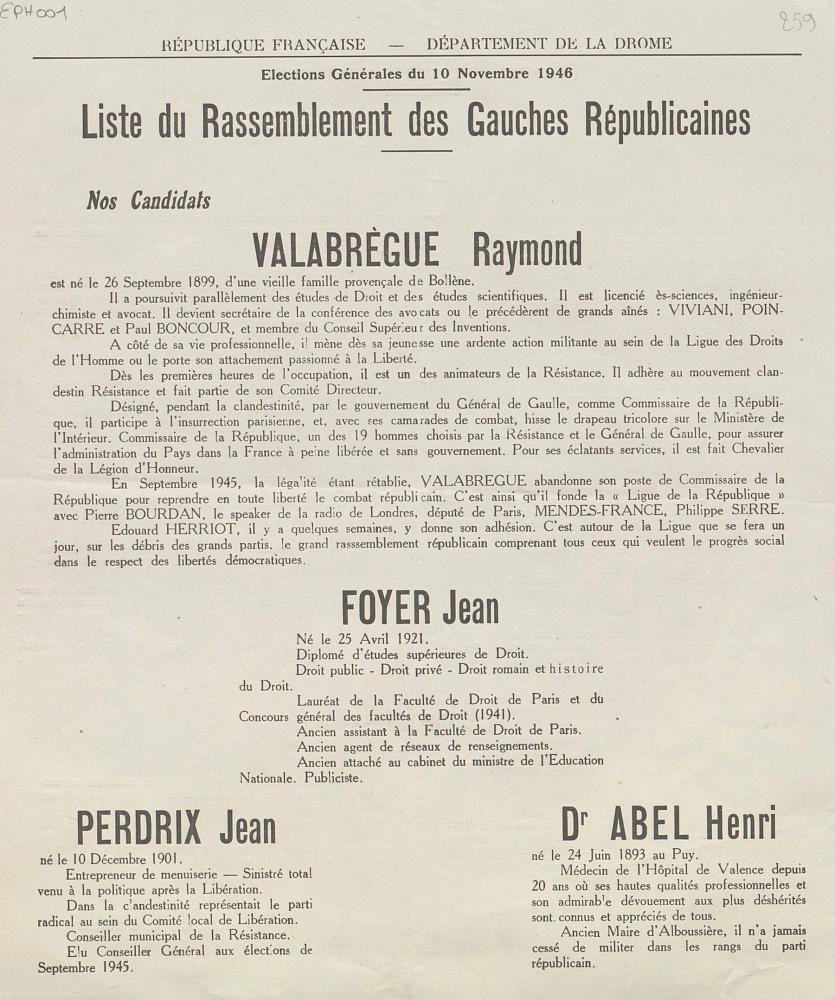 EPH001
259
RÉPUBLIQUE FRANÇAISE — DÉPARTEMENT DE LA DROME
Elections Générales du 10 Novembre 1946
Liste du Rassemblement des Gauches Républicaines
Nos Candidats
VALABRÈGUE Raymond
est né le 26 Septembre 1899, d'une vieille famille provençale de Bollène.
Il a poursuivit parallèlement des études de Droit et des études scientifiques. Il est licencié ès-sciences, ingénieur-
chimiste et avocat. Il devient secrétaire de la conférence des avocats ou le précédèrent de grands aînés : VIVIANI, POIN-
CARRE et Paul BONCOUR, et membre du Conseil Supérieur des Inventions.
A côté de sa vie professionnelle, il mène dès sa jeunesse une ardente action militante au sein de la Ligue des Droits
de l'Homme ou le porte son attachement passionné à la Liberté.
Dès les premières heures de l'occupation, il est un des animateurs de la Résistance. Il adhère au mouvement clan-
destin Résistance et fait partie de son Comité Directeur.
Désigné, pendant la clandestinité, par le gouvernement du Général de Gaulle, comme Commissaire de la Républi-
que, il participe à l'insurrection parisienne, et, avec ses camarades de combat, hisse le drapeau tricolore sur le Ministère de
l'Intérieur. Commissaire de la République, un des 19 hommes choisis par la Résistance et le Général de Gaulle, pour assurer
l'administration du Pays dans la France à peine libérée et sans gouvernement. Pour ses éclatants services, il est fait Chevalier
de la Légion d'Honneur.
En Septembre 1945, la légalité étant rétablie, VALABREGUE abandonne son poste de Commissaire de la
République pour reprendre en toute liberté le combat républicain. C'est ainsi qu'il fonde la « Ligue de la République »
avec Pierre BOURDAN, le speaker de la radio de Londres, député de Paris, MENDES-FRANCE, Philippe SERRE.
Edouard HERRIOT, il y a quelques semaines, y donne son adhésion. C'est autour de la Ligue que se fera un
jour, sur les débris des grands partis. le grand rasssemblement républicain comprenant tous ceux qui veulent le progrès social
dans le respect des libertés démocratiques.
FOYER Jean
Né le 25 Avril 1921.
Diplomé d'études supérieures de Droit.
Droit public - Droit privé - Droit romain et histoire
du Droit.
Lauréat de la Faculté de Droit de Paris et du
Concours général des facultés de Droit (1941).
Ancien assistant à la Faculté de Droit de Paris.
Ancien agent de réseaux de renseignements.
Ancien attaché au cabinet du ministre de l'Education
Nationale. Publiciste.
PERDRIX Jean
né le 10 Décembre 1901.
Entrepreneur de menuiserie — Sinistré total
venu à la politique après la Libération.
Dans la clandestinité représentait le parti
radical au sein du Comité local de Libération.
Conseiller municipal de la Résistance.
Elu Conseiller Général aux élections de
Septembre 1945.
Dr ABEL Henri
né le 24 Juin 1893 au Puy.
Médecin de l'Hôpital de Valence depuis
20 ans où ses hautes qualités professionnelles et
son admirable dévouement aux plus déshérités
sont connus et appréciés de tous.
Ancien Maire d'Alboussière, il n'a jamais
cessé de militer dans les rangs du parti
républicain.